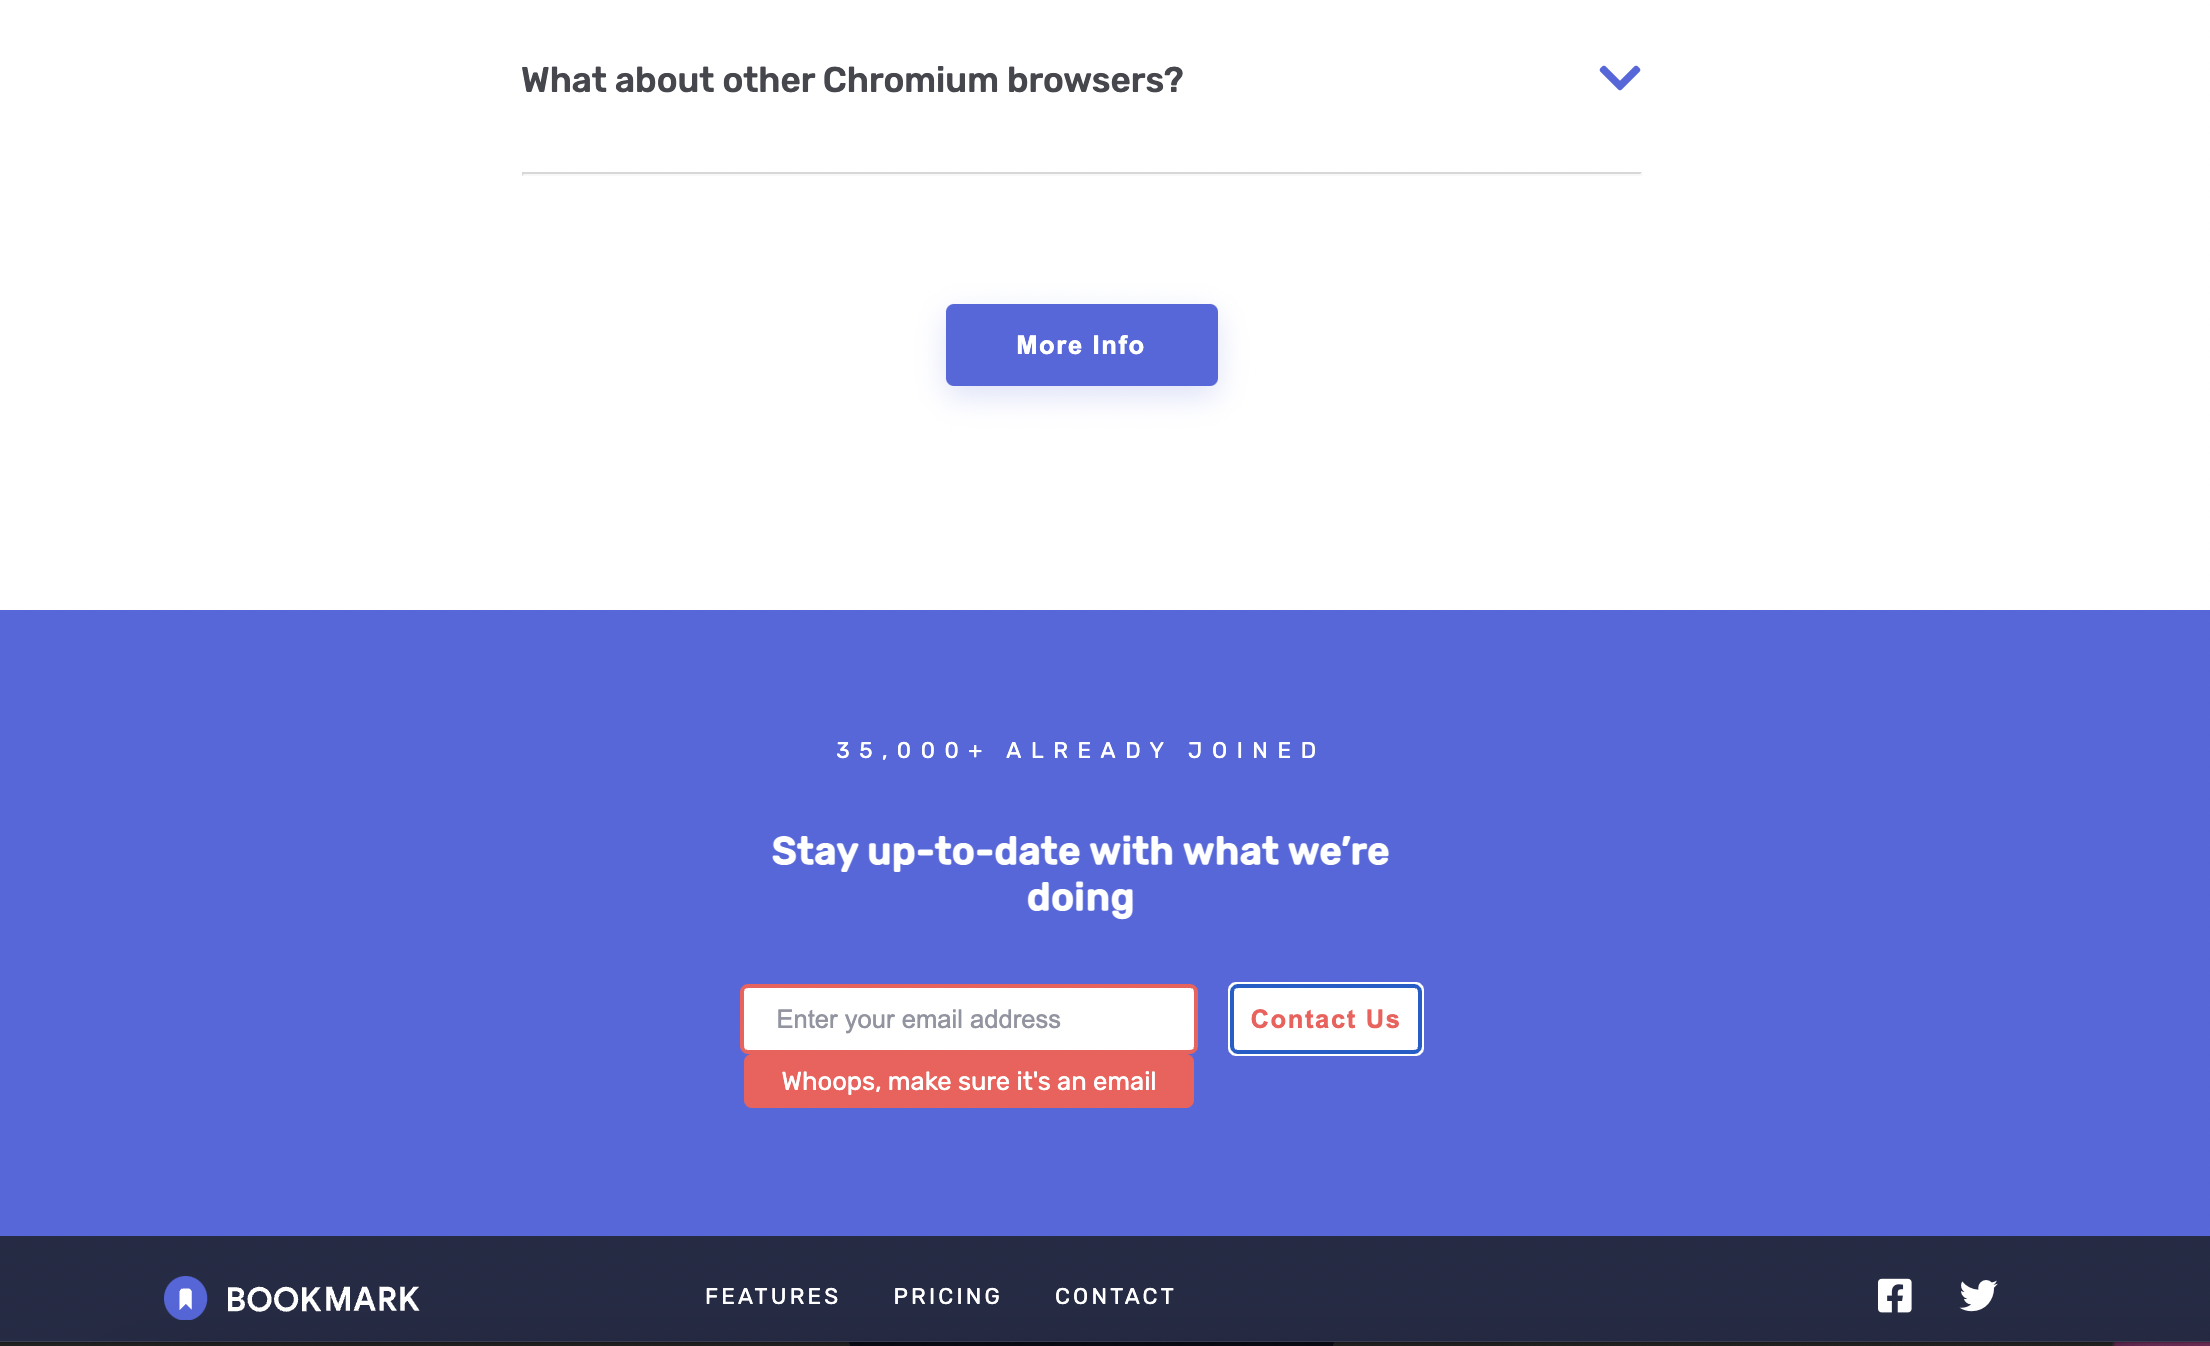 What about other Chromium browsers?
More Info
35,000+ ALREADY JOINED
Stay up-to-date with what we’re
doing
Enter your email address
Contact Us
Whoops, make sure it's an email
BOOKMARK
FEATURES PRICING CONTACT